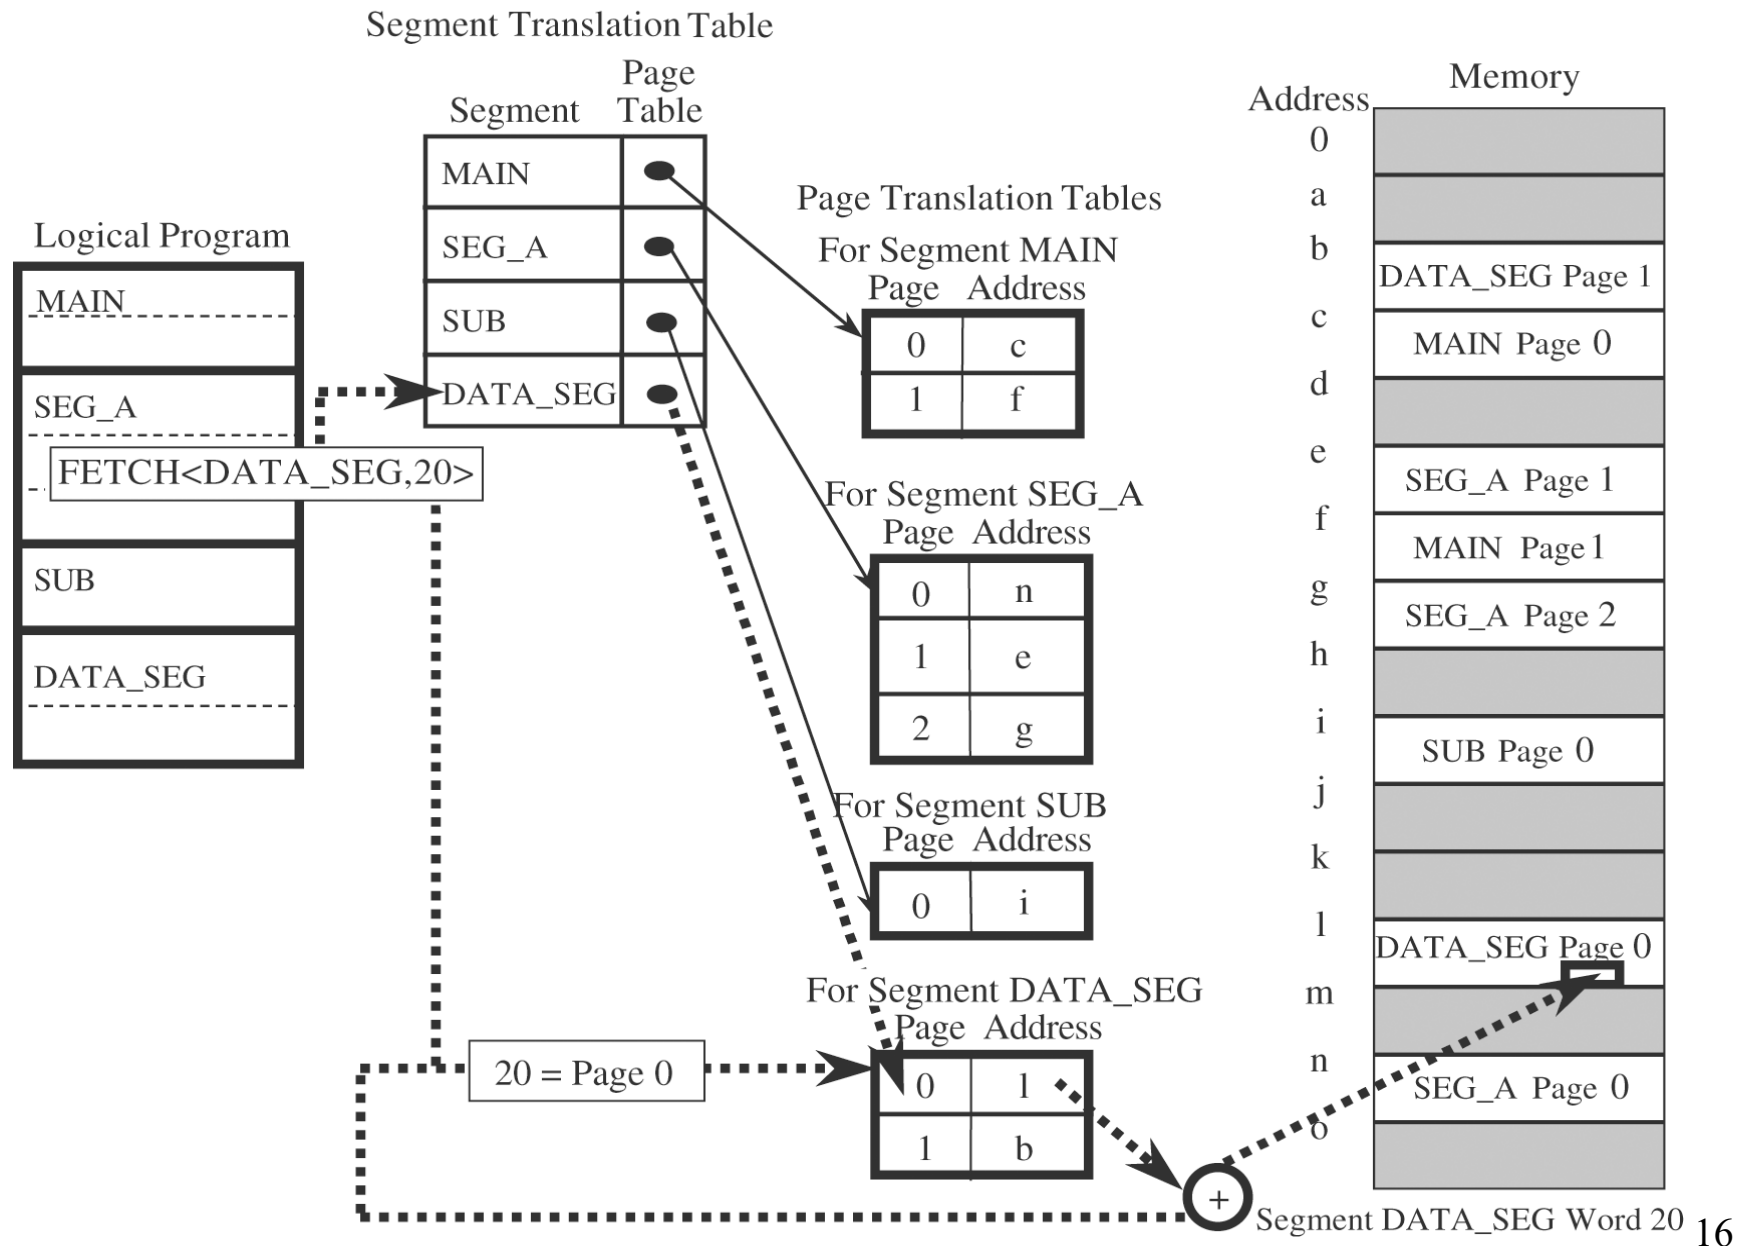 Segment Translation Table
Segment
Page
Table
MAIN
SEG_A
SUB
DATA_SEG
Logical Program
MAIN
SEG_A
FETCH<DATA_SEG,20>
SUB
DATA_SEG
20 = Page 0
Page Translation Tables
For Segment MAIN
Page Address
0 c
1 f
For Segment SEG_A
Page Address
0 n
1 e
2 g
For Segment SUB
Page Address
0 i
For Segment DATA_SEG
Page Address
0 l
1 b
+
Segment DATA_SEG Word 20
Memory
Address
0
a
b
DATA_SEG Page 1
c
MAIN Page 0
d
e
SEG_A Page 1
f
MAIN Page 1
g
SEG_A Page 2
h
i
SUB Page 0
j
k
l
DATA_SEG Page 0
m
n
SEG_A Page 0
o
16